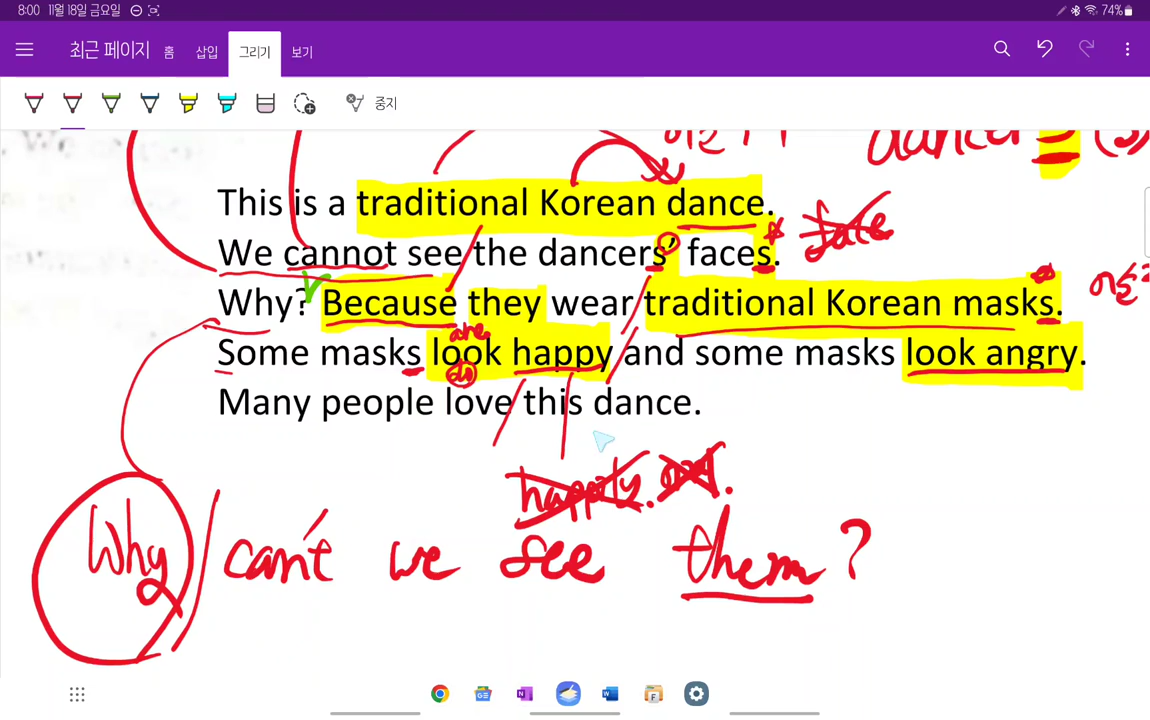 8:00 11월 18일 금요일 74%
최근 페이지 홈 삽입 그리기 보기
중지
dancer s (s)
This is a traditional Korean dance.
We cannot see the dancers’ faces.
Why? Because they wear traditional Korean masks.
are
Some masks look happy and some masks look angry.
do
Many people love this dance.
happily.
Why / can't we see them?